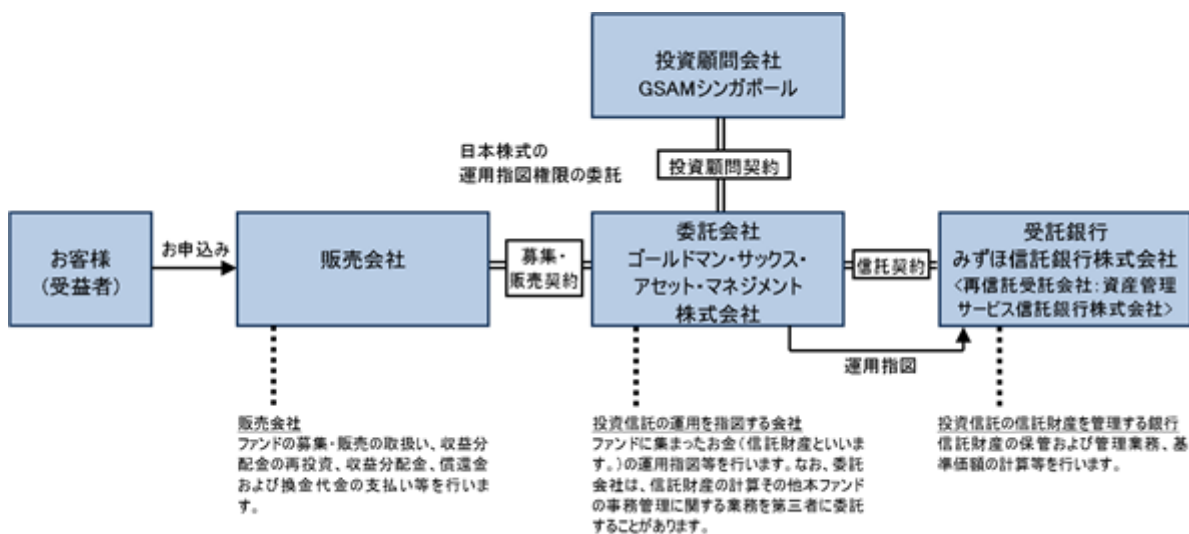 投資顧問会社
GSAMシンガポール
日本株式の
運用指図権限の委託
投資顧問契約
お客様
（受益者）
お申込み
販売会社
募集・
販売契約
委託会社
ゴールドマン・サックス・
アセット・マネジメント
株式会社
信託契約
受託銀行
みずほ信託銀行株式会社
＜再信託受託会社：資産管理
サービス信託銀行株式会社＞
運用指図
販売会社
ファンドの募集・販売の取扱い、収益分
配金の再投資、収益分配金、償還金
および換金代金の支払い等を行いま
す。
投資信託の運用を指図する会社
ファンドに集まったお金（信託財産といいま
す。）の運用指図等を行います。なお、委託
会社は、信託財産の計算その他本ファンド
の事務管理に関する業務を第三者に委託
することがあります。
投資信託の信託財産を管理する銀行
信託財産の保管および管理業務、基
準価額の計算等を行います。